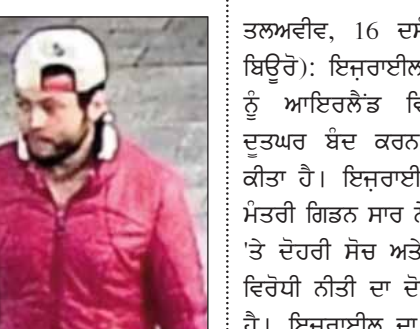 ਤਲਅਵੀਵ, 16
ਬਿਊਰੋ): ਇਜ਼ਰਾਈਲ
ਨੂੰ ਆਇਰਲੈਂਡ
ਦੂਤਘਰ ਬੰਦ ਕਰਨ
ਕੀਤਾ ਹੈ। ਇਜ਼ਰਾਈ
ਮੰਤਰੀ ਗਿਡਨ ਸਾਰ
'ਤੇ ਦੋਹਰੀ ਸੋਚ ਅਤੇ
ਵਿਰੋਧੀ ਨੀਤੀ ਦਾ ਦੋ
ਹੈ।